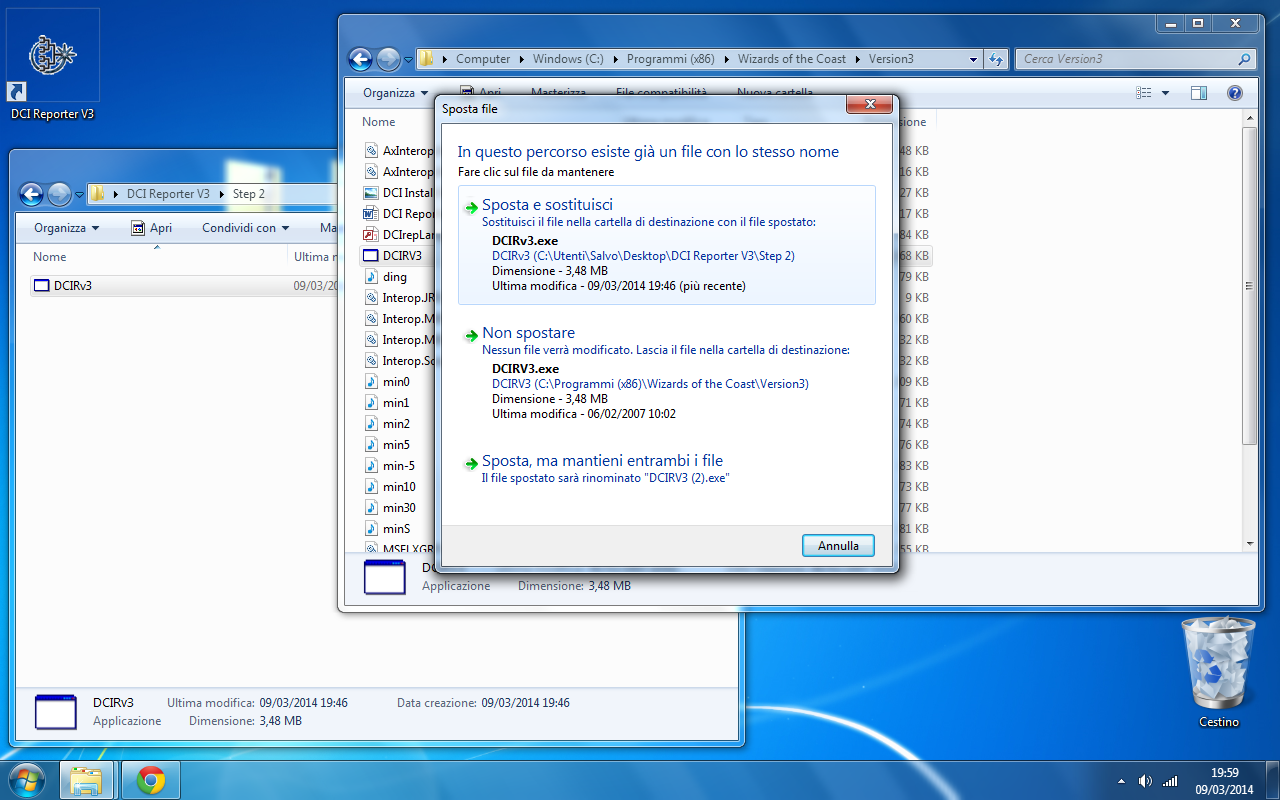 DCI Reporter V3
Computer
Windows (C:)
Programmi (x86)
Wizards of the Coast
Version3
Cerca Version3
Organizza
Apri
Masterizza
File compatibilità
Nuova cartella
Nome
AxInterop
AxInterop
DCI Instal
DCI Repor
DCIrepLan
DCIRV3
ding
Interop.JR
Interop.M
Interop.M
Interop.Sc
min0
min1
min2
min5
min-5
min10
min30
minS
MSFLXGR
sione
48 KB
16 KB
27 KB
17 KB
84 KB
68 KB
79 KB
9 KB
60 KB
32 KB
32 KB
09 KB
71 KB
74 KB
76 KB
83 KB
73 KB
77 KB
81 KB
55 KB
Applicazione
Dimensione: 3,48 MB
Sposta file
In questo percorso esiste già un file con lo stesso nome
Fare clic sul file da mantenere
Sposta e sostituisci
Sostituisci il file nella cartella di destinazione con il file spostato:
DCIRv3.exe
DCIRv3 (C:\Utenti\Salvo\Desktop\DCI Reporter V3\Step 2)
Dimensione - 3,48 MB
Ultima modifica - 09/03/2014 19:46 (più recente)
Non spostare
Nessun file verrà modificato. Lascia il file nella cartella di destinazione:
DCIRV3.exe
DCIRV3 (C:\Programmi (x86)\Wizards of the Coast\Version3)
Dimensione - 3,48 MB
Ultima modifica - 06/02/2007 10:02
Sposta, ma mantieni entrambi i file
Il file spostato sarà rinominato "DCIRV3 (2).exe"
Annulla
DCI Reporter V3
Step 2
Organizza
Apri
Condividi con
Ma
Nome
Ultima m
DCIRv3
09/03/20
DCIRv3
Ultima modifica: 09/03/2014 19:46
Data creazione: 09/03/2014 19:46
Applicazione
Dimensione: 3,48 MB
Cestino
19:59
09/03/2014